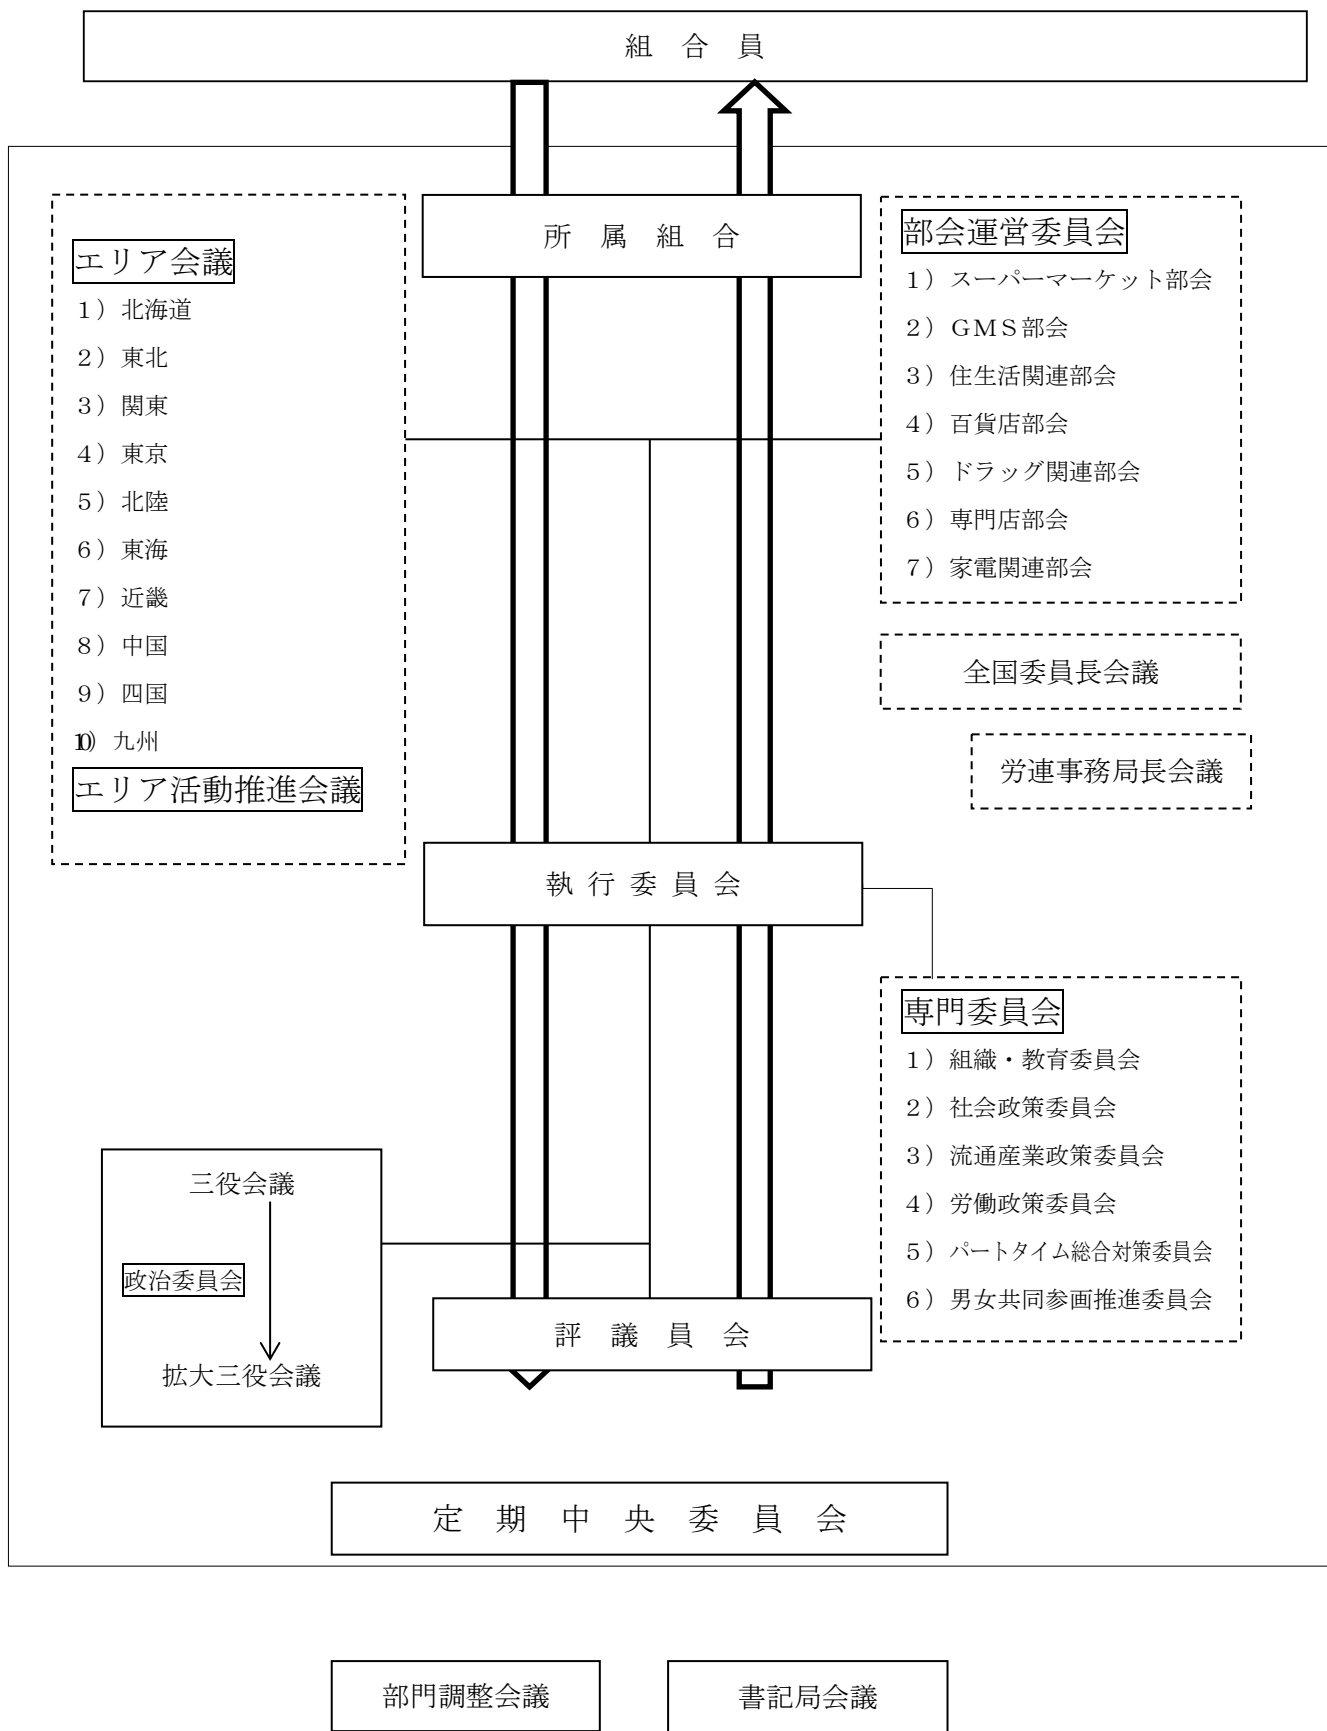 組　合　員
所　属　組　合
エリア会議
１）北海道
２）東北
３）関東
４）東京
５）北陸
６）東海
７）近畿
８）中国
９）四国
10）九州
エリア活動推進会議
部会運営委員会
１）スーパーマーケット部会
２）ＧＭＳ部会
３）住生活関連部会
４）百貨店部会
５）ドラッグ関連部会
６）専門店部会
７）家電関連部会
全国委員長会議
労連事務局長会議
執 行 委 員 会
専門委員会
１）組織・教育委員会
２）社会政策委員会
３）流通産業政策委員会
４）労働政策委員会
５）パートタイム総合対策委員会
６）男女共同参画推進委員会
三役会議
政治委員会
拡大三役会議
評　議　員　会
定　期　中　央　委　員　会
部門調整会議
書記局会議